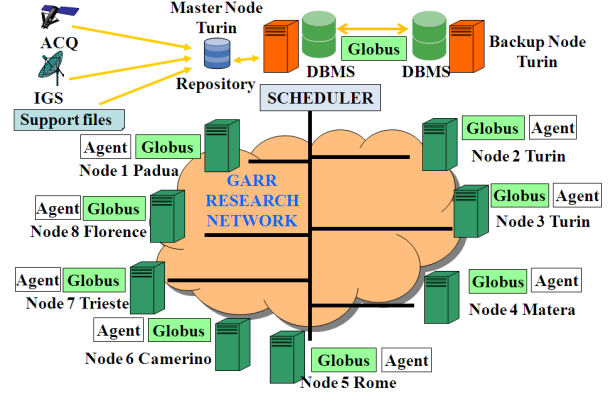 Master Node
Turin
ACQ
IGS
Support files
Repository
DBMS
Globus
DBMS
Backup Node
Turin
SCHEDULER
Agent Globus
Node 1 Padua
Globus Agent
Node 2 Turin
GARR
RESEARCH
NETWORK
Agent Globus
Node 8 Florence
Globus Agent
Node 3 Turin
Agent Globus
Node 7 Trieste
Globus Agent
Node 4 Matera
Agent Globus
Node 6 Camerino
Globus Agent
Node 5 Rome